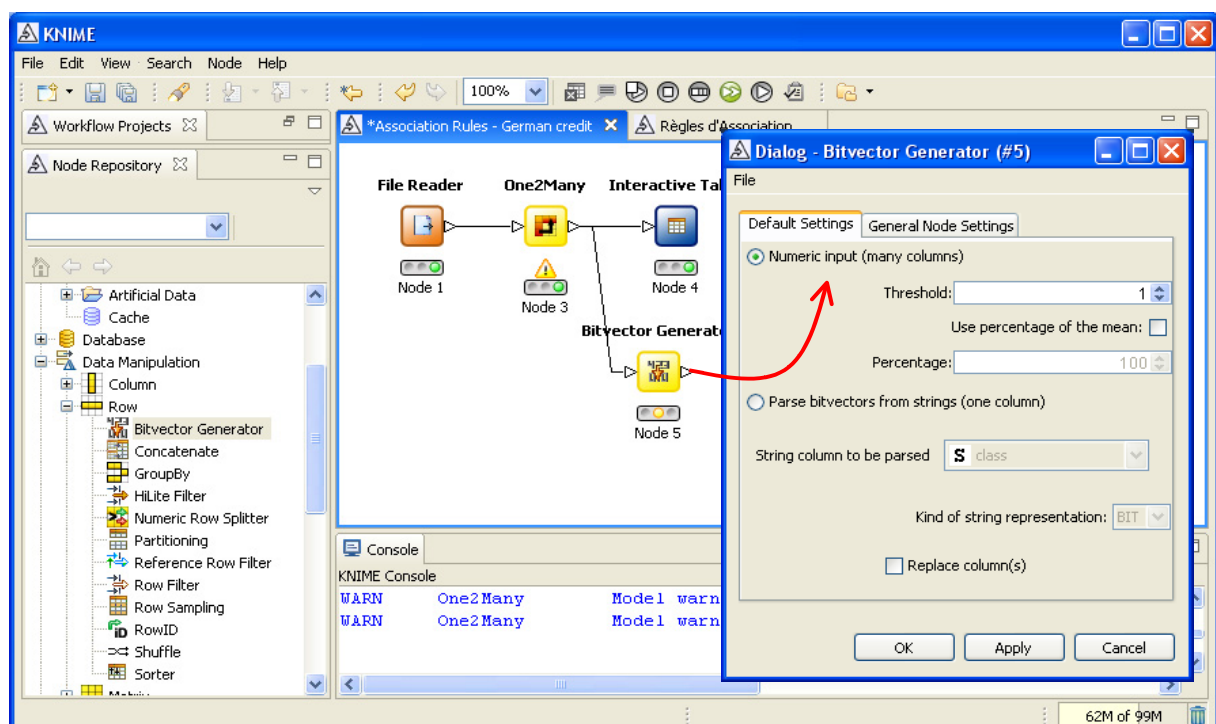 KNIME
File Edit View Search Node Help
100%
Workflow Projects
*Association Rules - German credit
Règles d'Association
Node Repository
Artificial Data
Cache
Database
Data Manipulation
Column
Row
Bitvector Generator
Concatenate
GroupBy
HiLite Filter
Numeric Row Splitter
Partitioning
Reference Row Filter
Row Filter
Row Sampling
RowID
Shuffle
Sorter
File Reader One2Many Interactive Tal
Node 1
Node 3
Node 4
Bitvector Generat
Node 5
Console
KNIME Console
WARN One2Many Model warn
WARN One2Many Model warn
Dialog - Bitvector Generator (#5)
File
Default Settings General Node Settings
Numeric input (many columns)
Threshold: 1
Use percentage of the mean:
Percentage: 100
Parse bitvectors from strings (one column)
String column to be parsed S class
Kind of string representation: BIT
Replace column(s)
OK Apply Cancel
62M of 99M